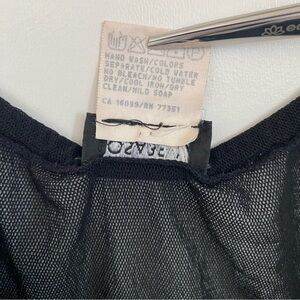 HAND WASH/COLORS
SEPARATE/COLD WATER
NO BLEACH/NO TUMBLE
DRY/COOL IRON/DRY
CLEAN/MILD SOAP
CA 16089/RN 77351